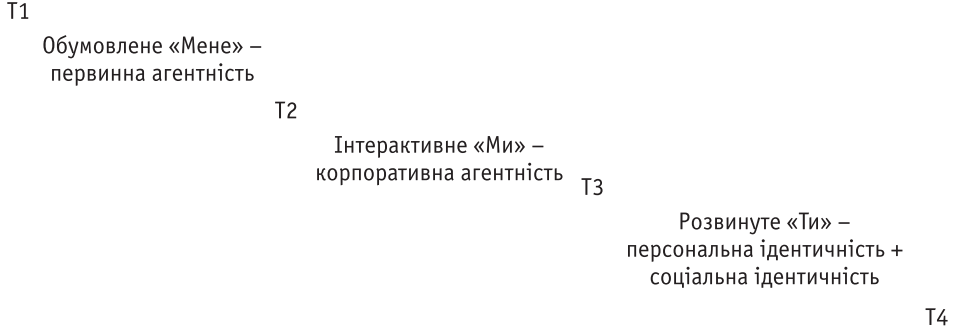 T1
Обумовлене «Мене» –
первинна агентність
T2
Інтерактивне «Ми» –
корпоративна агентність
T3
Розвинуте «Ти» –
персональна ідентичність +
соціальна ідентичність
T4